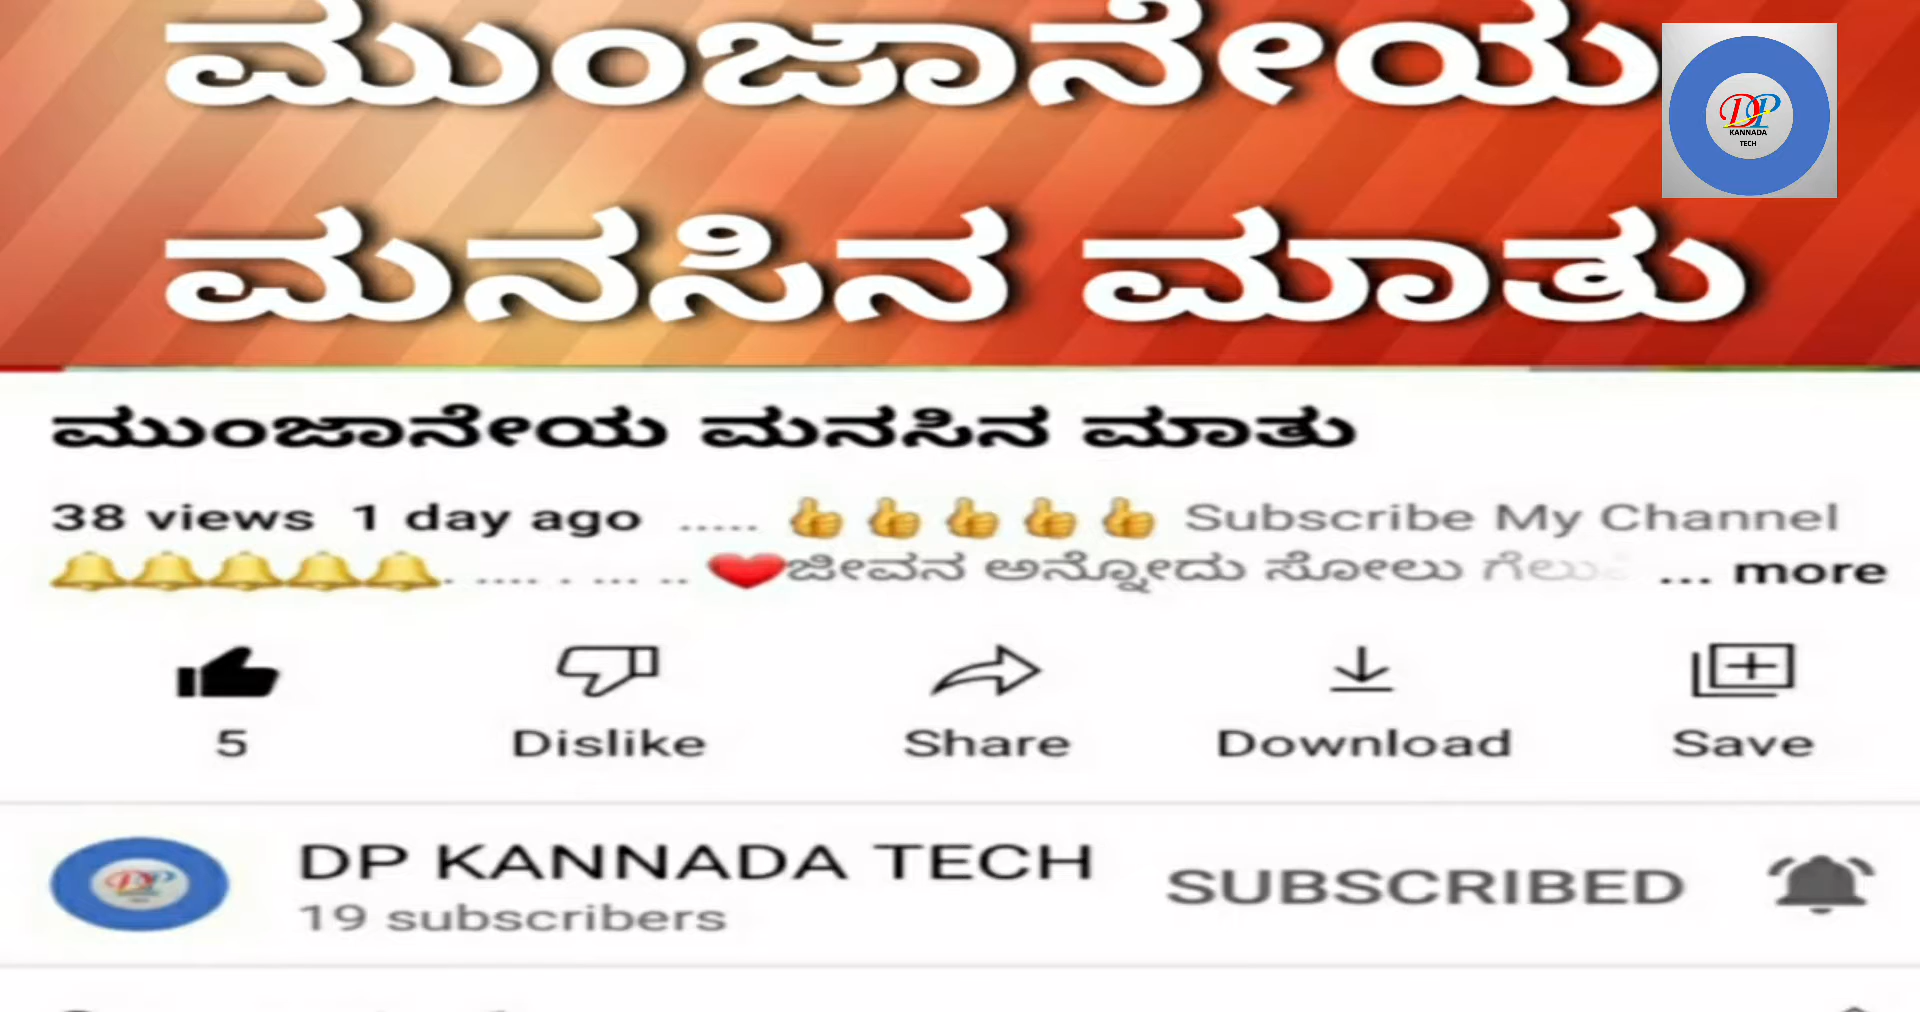 ಮುಂಜಾನೇಯ
DP
KANNADA
TECH
ಮನಸಿನ ಮಾತು
ಮುಂಜಾನೇಯ ಮನಸಿನ ಮಾತು
38 views 1 day ago ..... 👍👍👍👍👍 Subscribe My Channel
🔔🔔🔔🔔🔔. .... . ... .. ❤️ಜೀವನ ಅನ್ನೋದು ಸೋಲು ... more
5 Dislike Share Download Save
DP KANNADA TECH SUBSCRIBED
19 subscribers